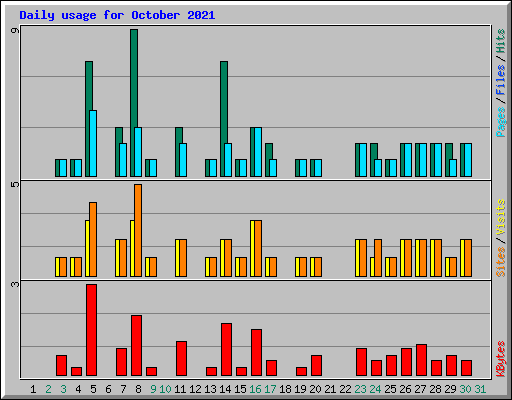 Daily usage for October 2021
9
5
3
Pages / Files / Hits
Sites / Visits
KBytes
1 2 3 4 5 6 7 8 9 10 11 12 13 14 15 16 17 18 19 20 21 22 23 24 25 26 27 28 29 30 31